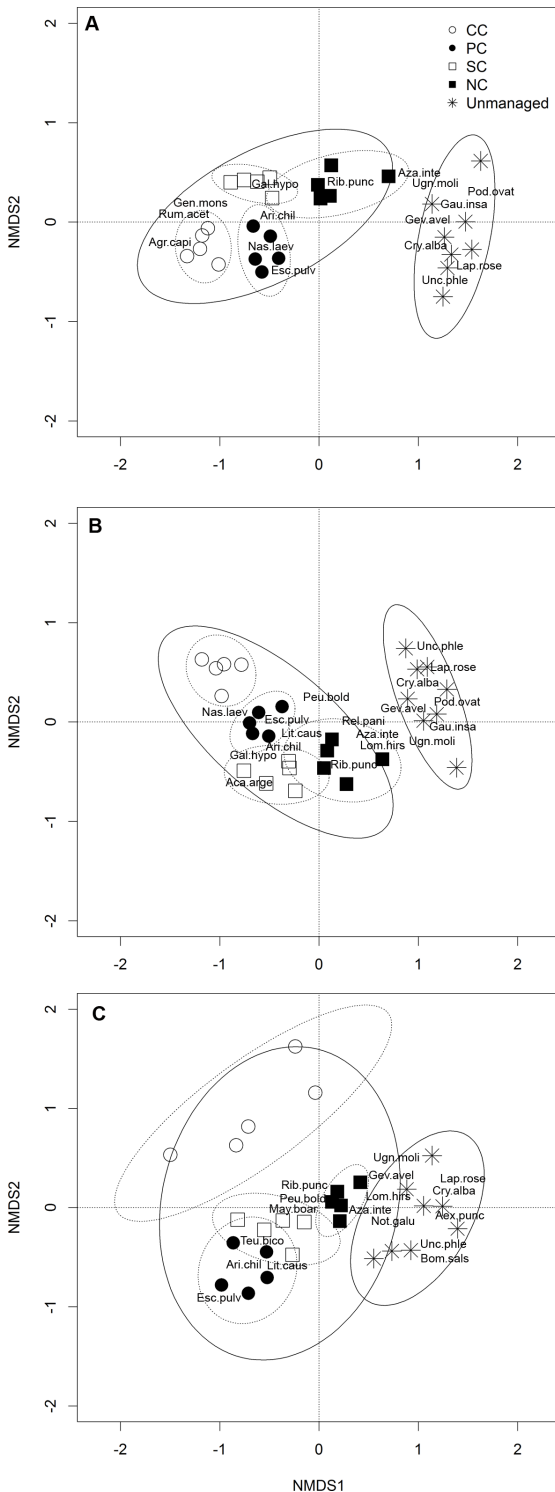 A
CC
PC
SC
NC
Unmanaged
2
1
0
-1
-2
NMDS2
Gal.hypo
Rib.punc
Aza.inte
Ugn.moli
Pod.ovat
Gen.mons
Gau.insa
Rum.acet
Ari.chil
Gev.avel
Agr.capi
Nas.laev
Cry.alba
Esc.pulv
Lap.rose
Unc.phle
-2 -1 0 1 2
B
2
1
0
-1
-2
NMDS2
Unc.phle
Lap.rose
Peu.bold
Cry.alba
Pod.ovat
Nas.laev
Gev.avel
Esc.pulv
Rel.pani
Gau.insa
Lit.caus
Aza.inte
Ari.chil
Lom.hirs
Ugn.moli
Gal.hypo
Rib.punc
Aca.arge
-2 -1 0 1 2
C
2
1
0
-1
-2
NMDS2
Ugn.moli
Gev.avel
Lap.rose
Rib.punc
Cry.alba
Peu.bold
Lom.hirs
May.boar
Aza.inte
Aex.punc
Not.galu
Teu.bico
Unc.phle
Ari.chil
Lit.caus
Bom.sals
Esc.pulv
-2 -1 0 1 2
NMDS1